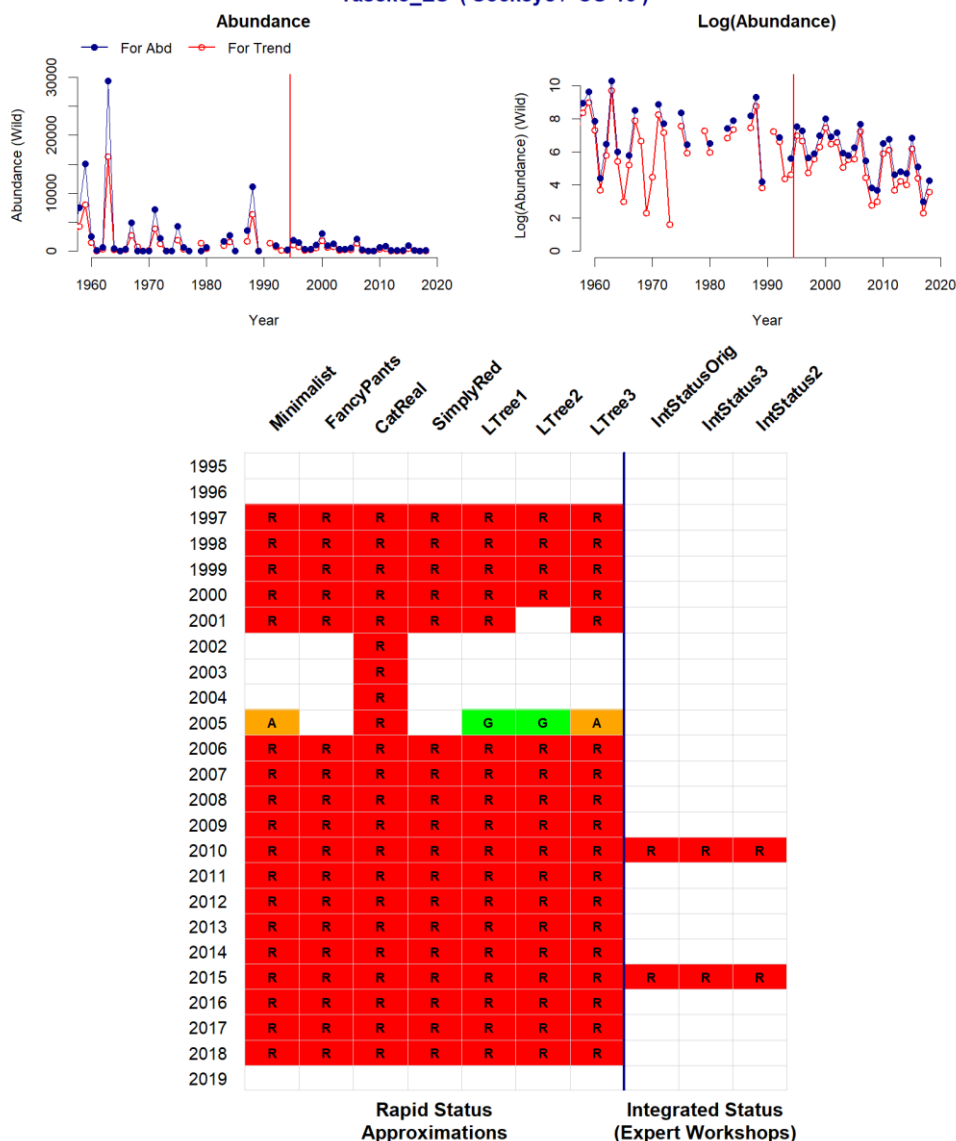 Abundance
For Abd For Trend
Abundance (Wild)
30000
10000
0
1960 1970 1980 1990 2000 2010 2020
Year
Log(Abundance)
Log(Abundance) (Wild)
10
8
6
4
2
0
1960 1970 1980 1990 2000 2010 2020
Year
Minimalist FancyPants CatReal SimplyRed LTree1 LTree2 LTree3 IntStatusOrig IntStatus3 IntStatus2
1995
1996
1997 R R R R R R R
1998 R R R R R R R
1999 R R R R R R R
2000 R R R R R R R
2001 R R R R R R
2002 R
2003 R
2004 R
2005 A R G G A
2006 R R R R R R R
2007 R R R R R R R
2008 R R R R R R R
2009 R R R R R R R
2010 R R R R R R R R R R
2011 R R R R R R R
2012 R R R R R R R
2013 R R R R R R R
2014 R R R R R R R
2015 R R R R R R R R R R
2016 R R R R R R R
2017 R R R R R R R
2018 R R R R R R R
2019
Rapid Status
Approximations
Integrated Status
(Expert Workshops)